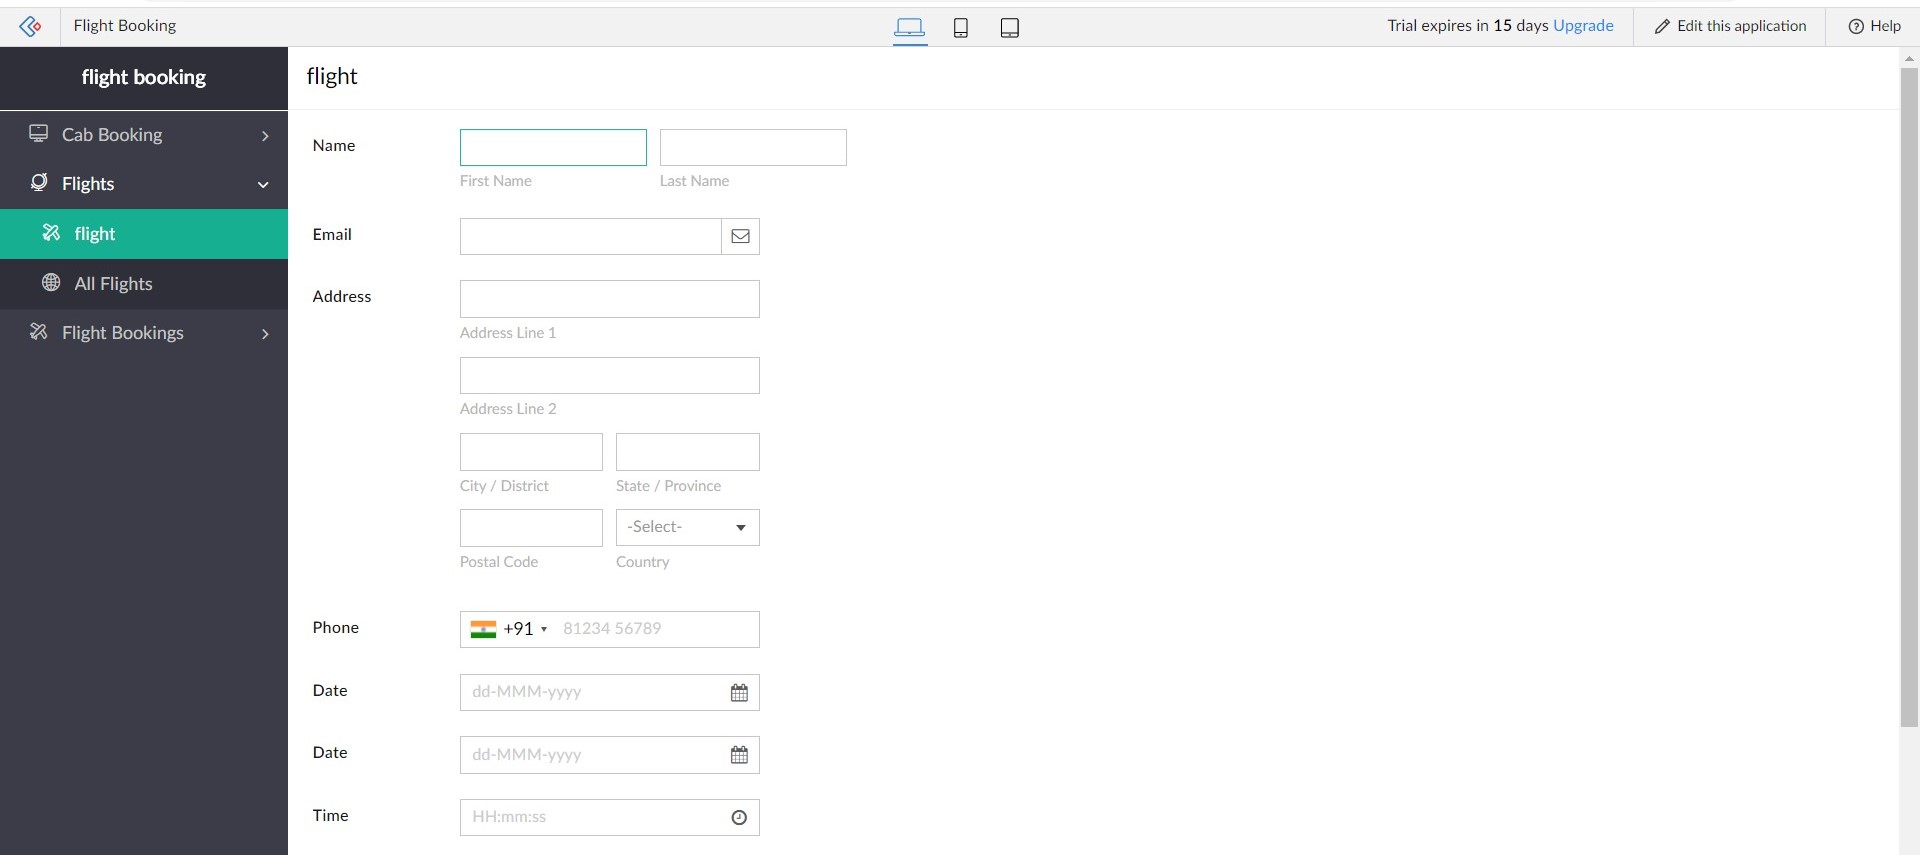 Flight Booking
Trial expires in 15 days Upgrade
Edit this application
Help
flight booking
Cab Booking
Flights
flight
All Flights
Flight Bookings
flight
Name
First Name
Last Name
Email
Address
Address Line 1
Address Line 2
City / District
State / Province
-Select-
Postal Code
Country
Phone
+91
81234 56789
Date
dd-MMM-yyyy
Date
dd-MMM-yyyy
Time
HH:mm:ss